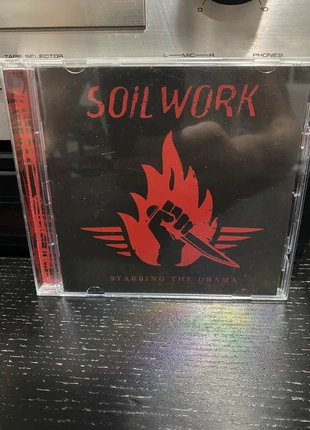 TAPE SELECTOR
L—MIC—R
PHONES
SOILWORK
STABBING THE DRAMA